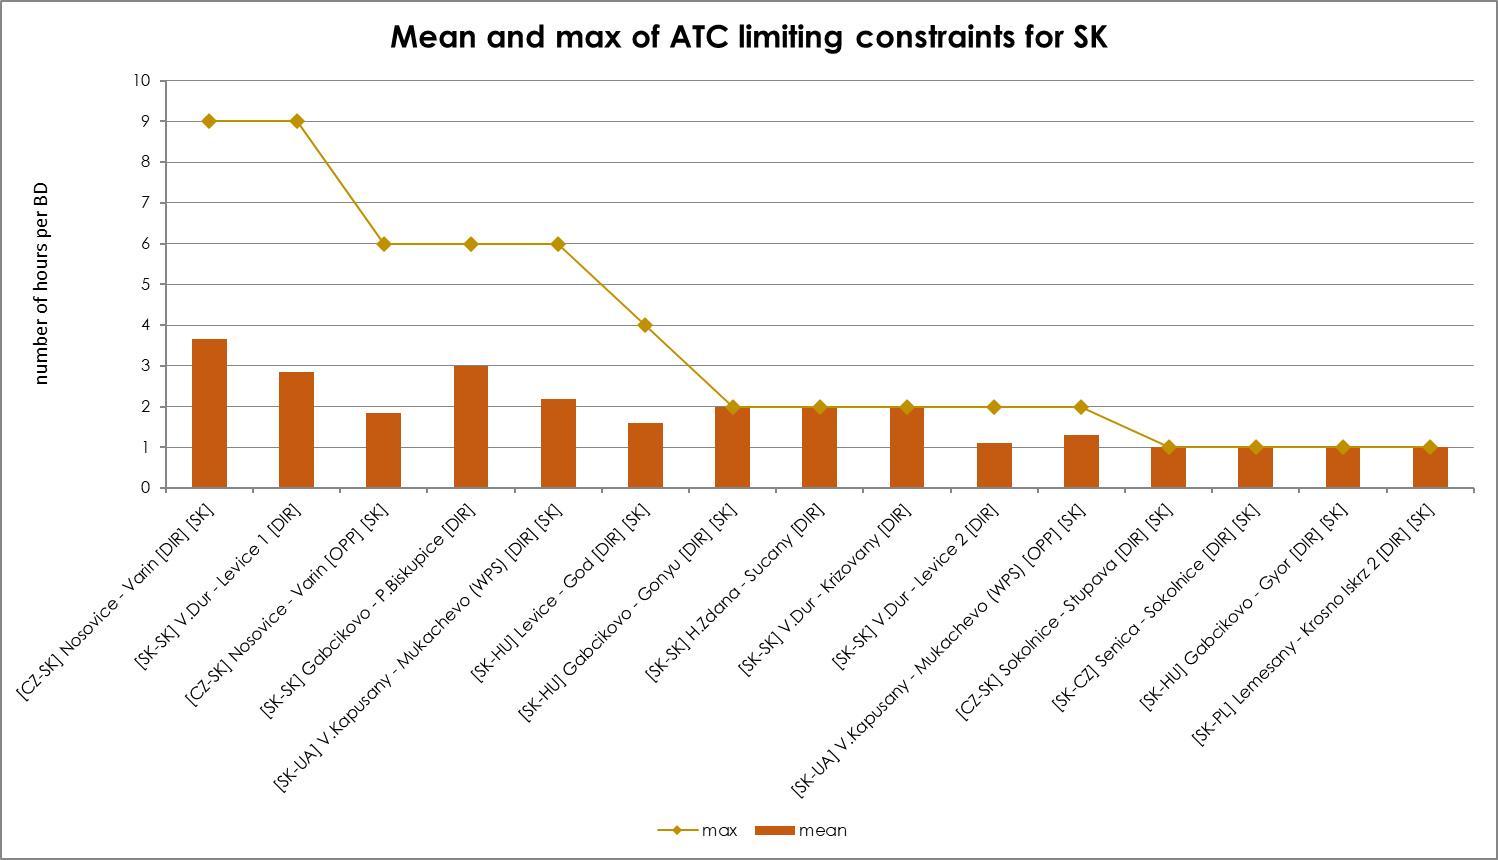 Mean and max of ATC limiting constraints for SK
number of hours per BD
10
9
8
7
6
5
4
3
2
1
0
[CZ-SK] Nosovice - Varin [DIR] [SK]
[SK-SK] V.Dur - Levice 1 [DIR]
[CZ-SK] Nosovice - Varin [OPP] [SK]
[SK-SK] Gabcikovo - P.Biskupice [DIR]
[SK-UA] V.Kapusany - Mukachevo (WPS) [DIR] [SK]
[SK-HU] Levice - God [DIR] [SK]
[SK-HU] Gabcikovo - Gonyu [DIR] [SK]
[SK-SK] H.Zdana - Sucany [DIR]
[SK-SK] V.Dur - Krizovany [DIR]
[SK-SK] V.Dur - Levice 2 [DIR]
[SK-UA] V.Kapusany - Mukachevo (WPS) [OPP] [SK]
[CZ-SK] Sokolnice - Stupava [DIR] [SK]
[SK-CZ] Senica - Sokolnice [DIR] [SK]
[SK-HU] Gabcikovo - Gyor [DIR] [SK]
[SK-PL] Lemesany - Krosno Iskrz 2 [DIR] [SK]
max
mean